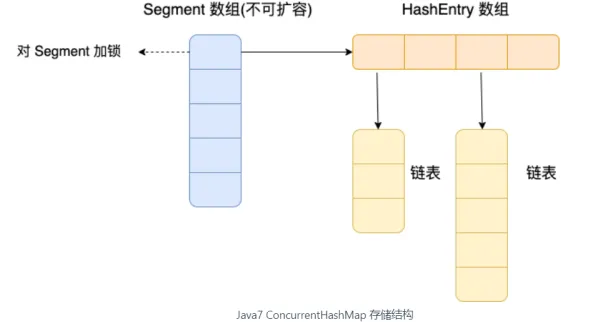 Segment 数组(不可扩容)
HashEntry 数组
对 Segment 加锁
链表
链表
Java7 ConcurrentHashMap 存储结构